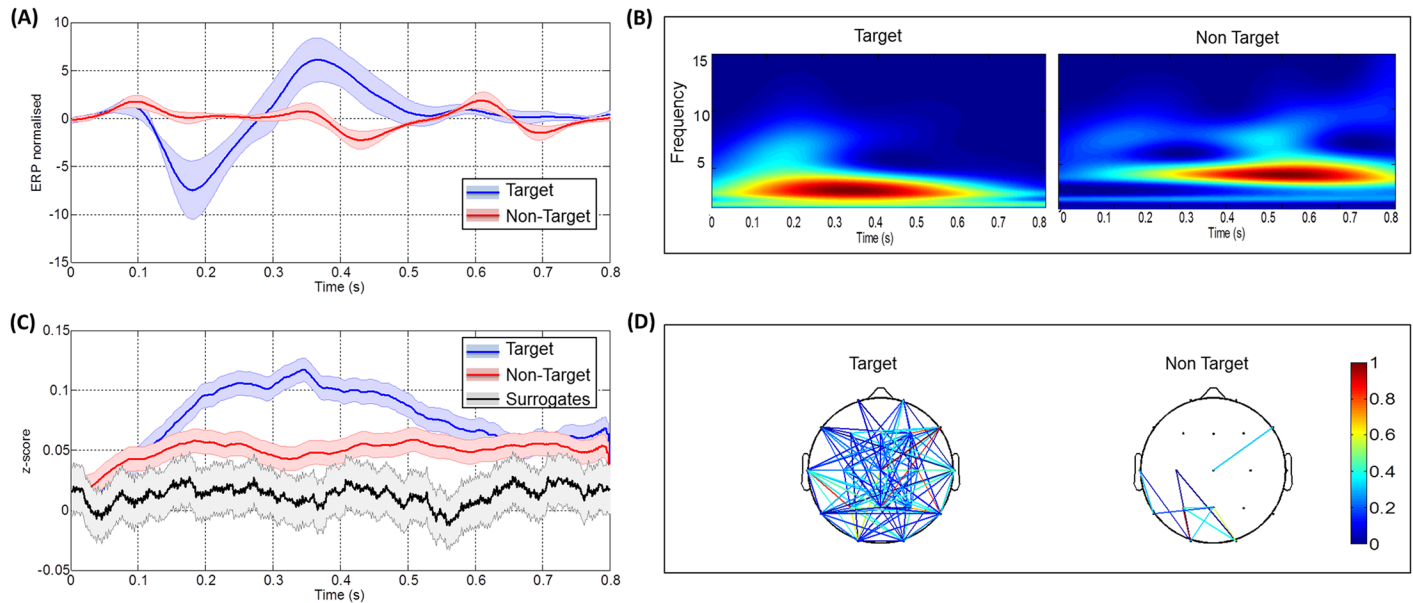 (A)
10
5
0
-5
-10
-15
ERP normalised
0 0.1 0.2 0.3 0.4 0.5 0.6 0.7 0.8
Time (s)
Target
Non-Target
(B)
Target
Non Target
15
10
5
Frequency
0 0.1 0.2 0.3 0.4 0.5 0.6 0.7 0.8
Time (s)
0 0.1 0.2 0.3 0.4 0.5 0.6 0.7 0.8
Time (s)
(C)
0.15
0.1
0.05
0
-0.05
z-score
0 0.1 0.2 0.3 0.4 0.5 0.6 0.7 0.8
Time (s)
Target
Non-Target
Surrogates
(D)
Target
Non Target
1
0.8
0.6
0.4
0.2
0